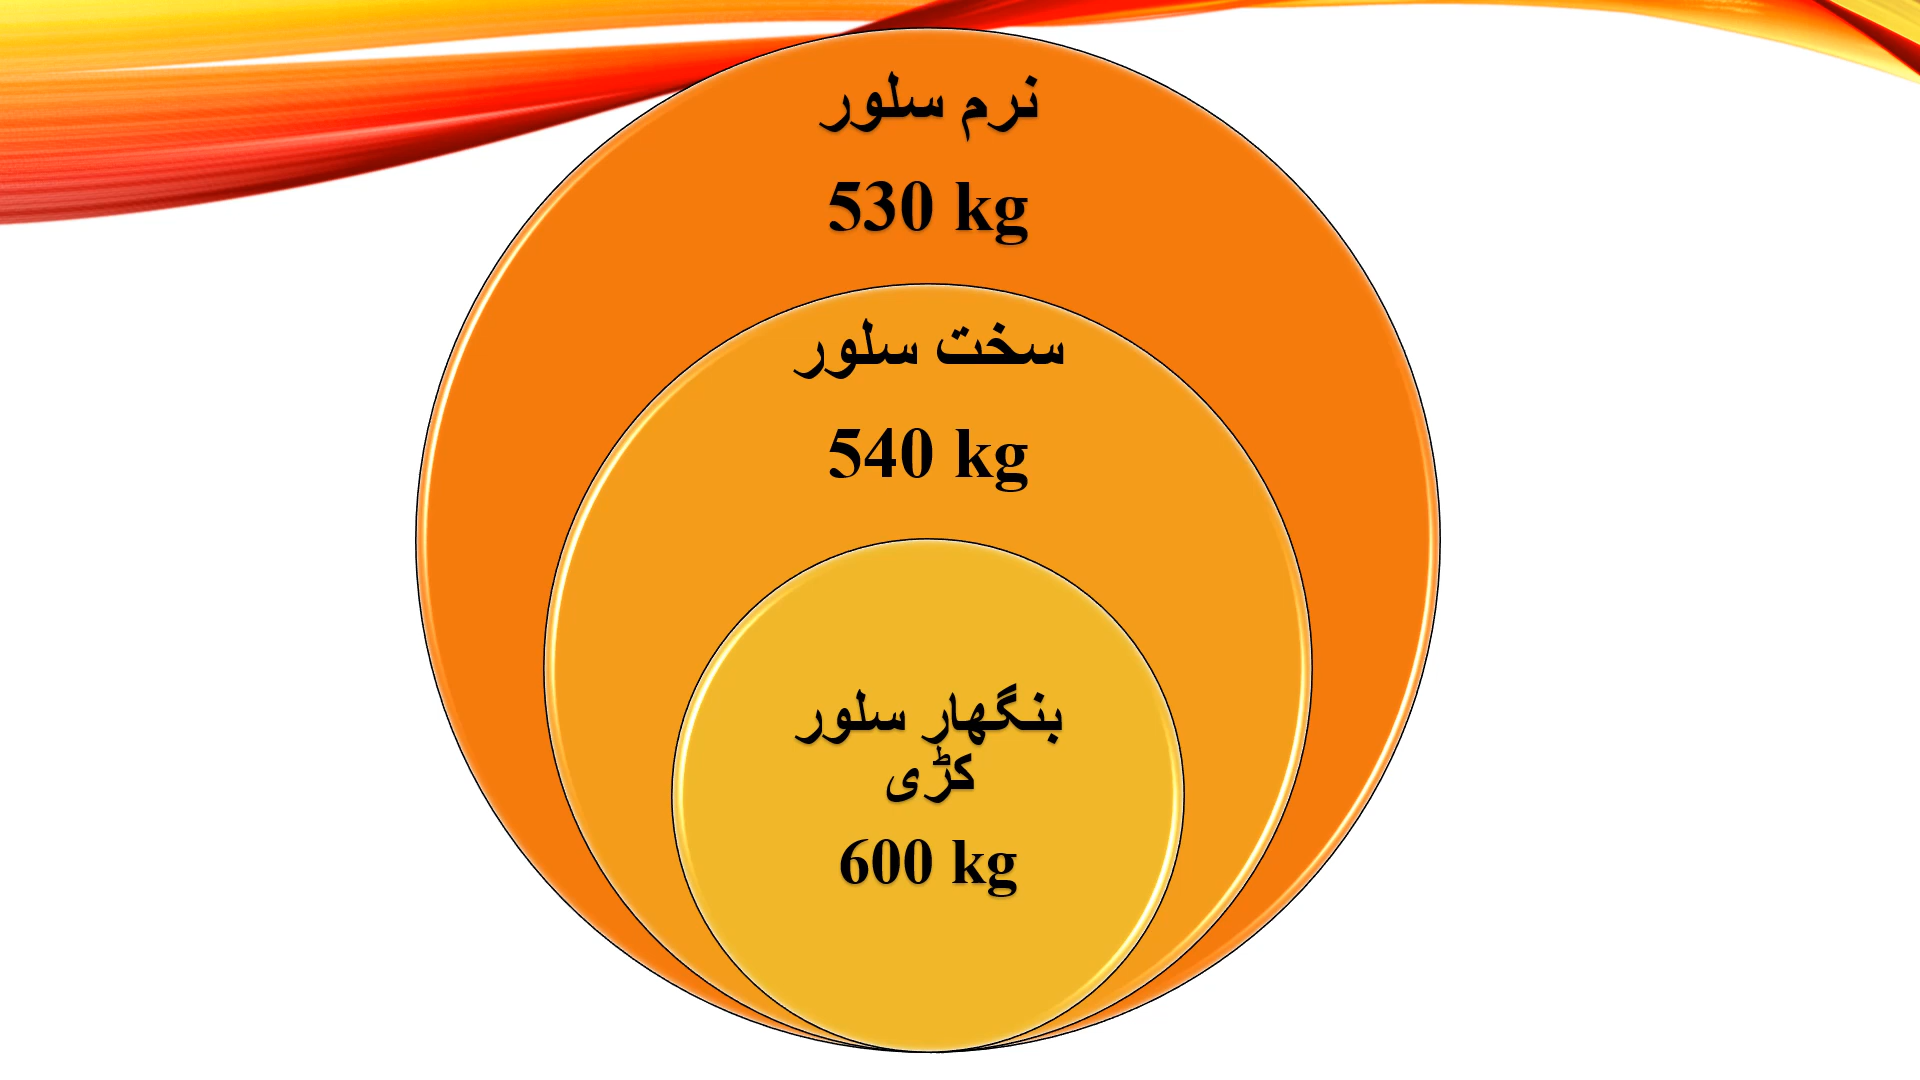 نرم سلور
530 kg
سخت سلور
540 kg
بنگھار سلور
کڑی
600 kg